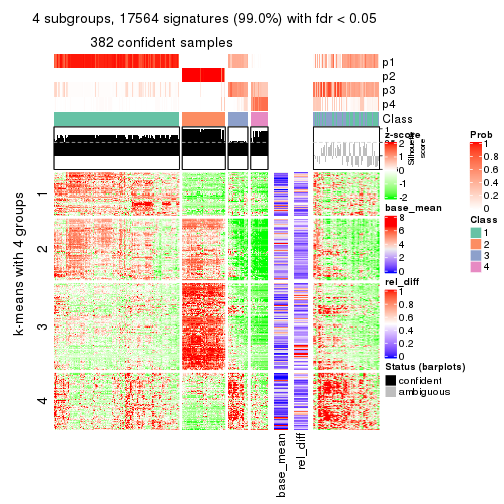 4 subgroups, 17564 signatures (99.0%) with fdr < 0.05
382 confident samples
p1
p2
p3
p4
Class
1
Silhouette
score
z-score
2
1
0
-1
-2
base_mean
8
6
4
2
0
rel_diff
1
0.8
0.6
0.4
0.2
0
Status (barplots)
confident
ambiguous
Prob
1
0.8
0.6
0.4
0.2
0
Class
1
2
3
4
k-means with 4 groups
1
2
3
4
base_mean
rel_diff